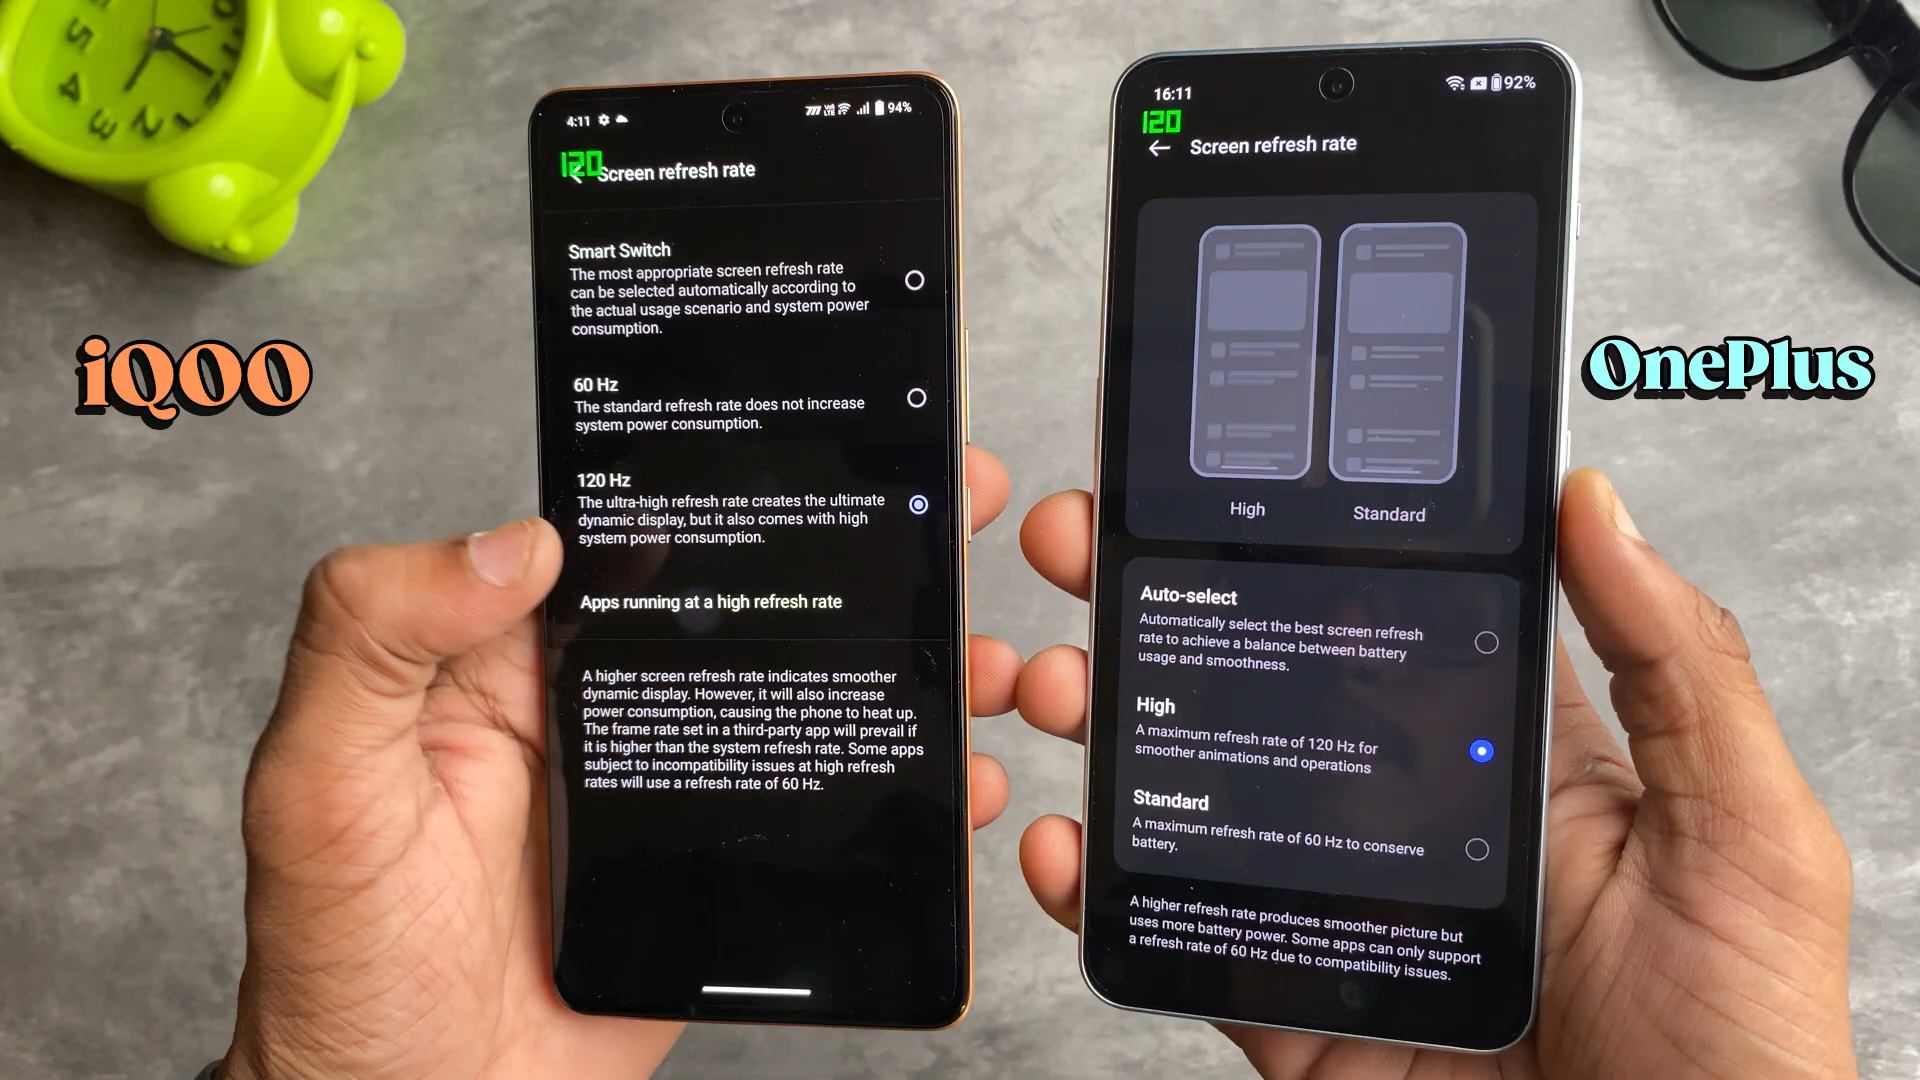 iQOO
4:11
94%
120
Screen refresh rate
Smart Switch
The most appropriate screen refresh rate
can be selected automatically according to
the actual usage scenario and system power
consumption.
60 Hz
The standard refresh rate does not increase
system power consumption.
120 Hz
The ultra-high refresh rate creates the ultimate
dynamic display, but it also comes with high
system power consumption.
Apps running at a high refresh rate
A higher screen refresh rate indicates smoother
dynamic display. However, it will also increase
power consumption, causing the phone to heat up.
The frame rate set in a third-party app will prevail if
it is higher than the system refresh rate. Some apps
subject to incompatibility issues at high refresh
rates will use a refresh rate of 60 Hz.
16:11
92%
120
Screen refresh rate
High
Standard
Auto-select
Automatically select the best screen refresh
rate to achieve a balance between battery
usage and smoothness.
High
A maximum refresh rate of 120 Hz for
smoother animations and operations
Standard
A maximum refresh rate of 60 Hz to conserve
battery.
A higher refresh rate produces smoother picture but
uses more battery power. Some apps can only support
a refresh rate of 60 Hz due to compatibility issues.
OnePlus
5
4
3
2